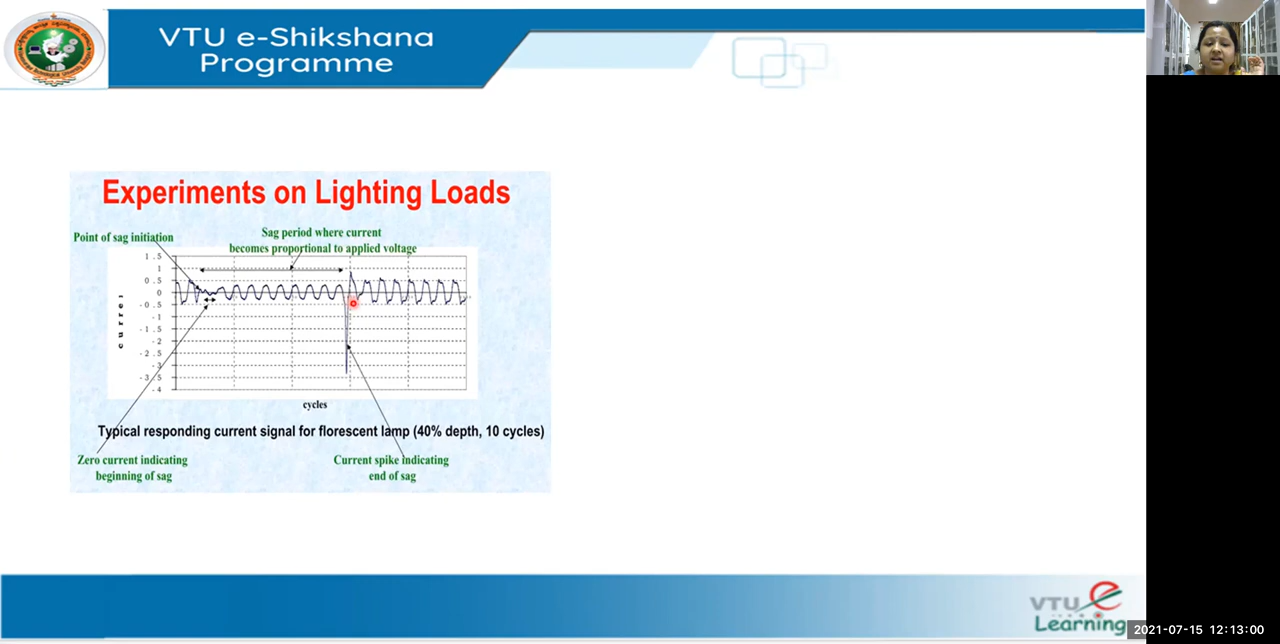 VTU e-Shikshana
Programme
Experiments on Lighting Loads
Point of sag initiation
Sag period where current
becomes proportional to applied voltage
1.5
1
0.5
0
-0.5
-1
-1.5
-2
-2.5
-3
-3.5
-4
curre
cycles
Typical responding current signal for florescent lamp (40% depth, 10 cycles)
Zero current indicating
beginning of sag
Current spike indicating
end of sag
VTU e
Learning
2021-07-15 12:13:00